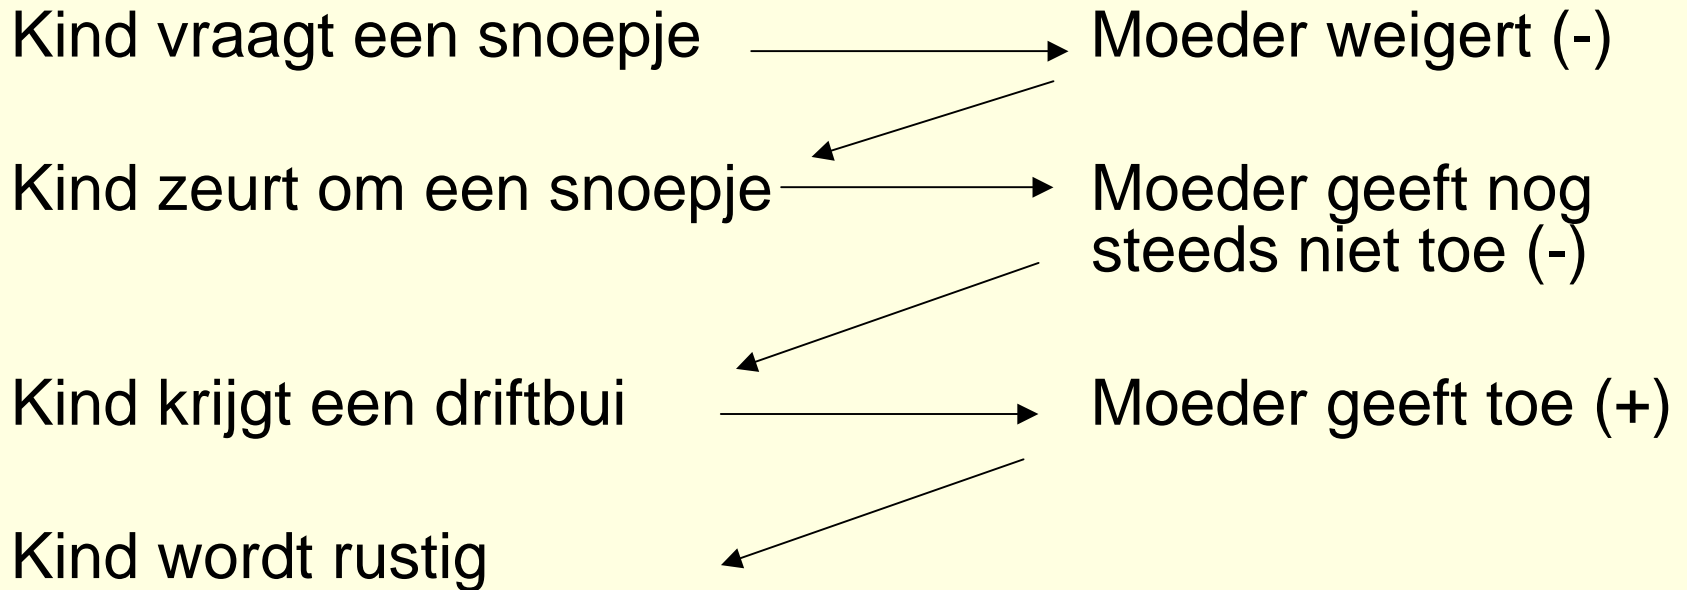 Kind vraagt een snoepje
Moeder weigert (-)
Kind zeurt om een snoepje
Moeder geeft nog
steeds niet toe (-)
Kind krijgt een driftbui
Moeder geeft toe (+)
Kind wordt rustig